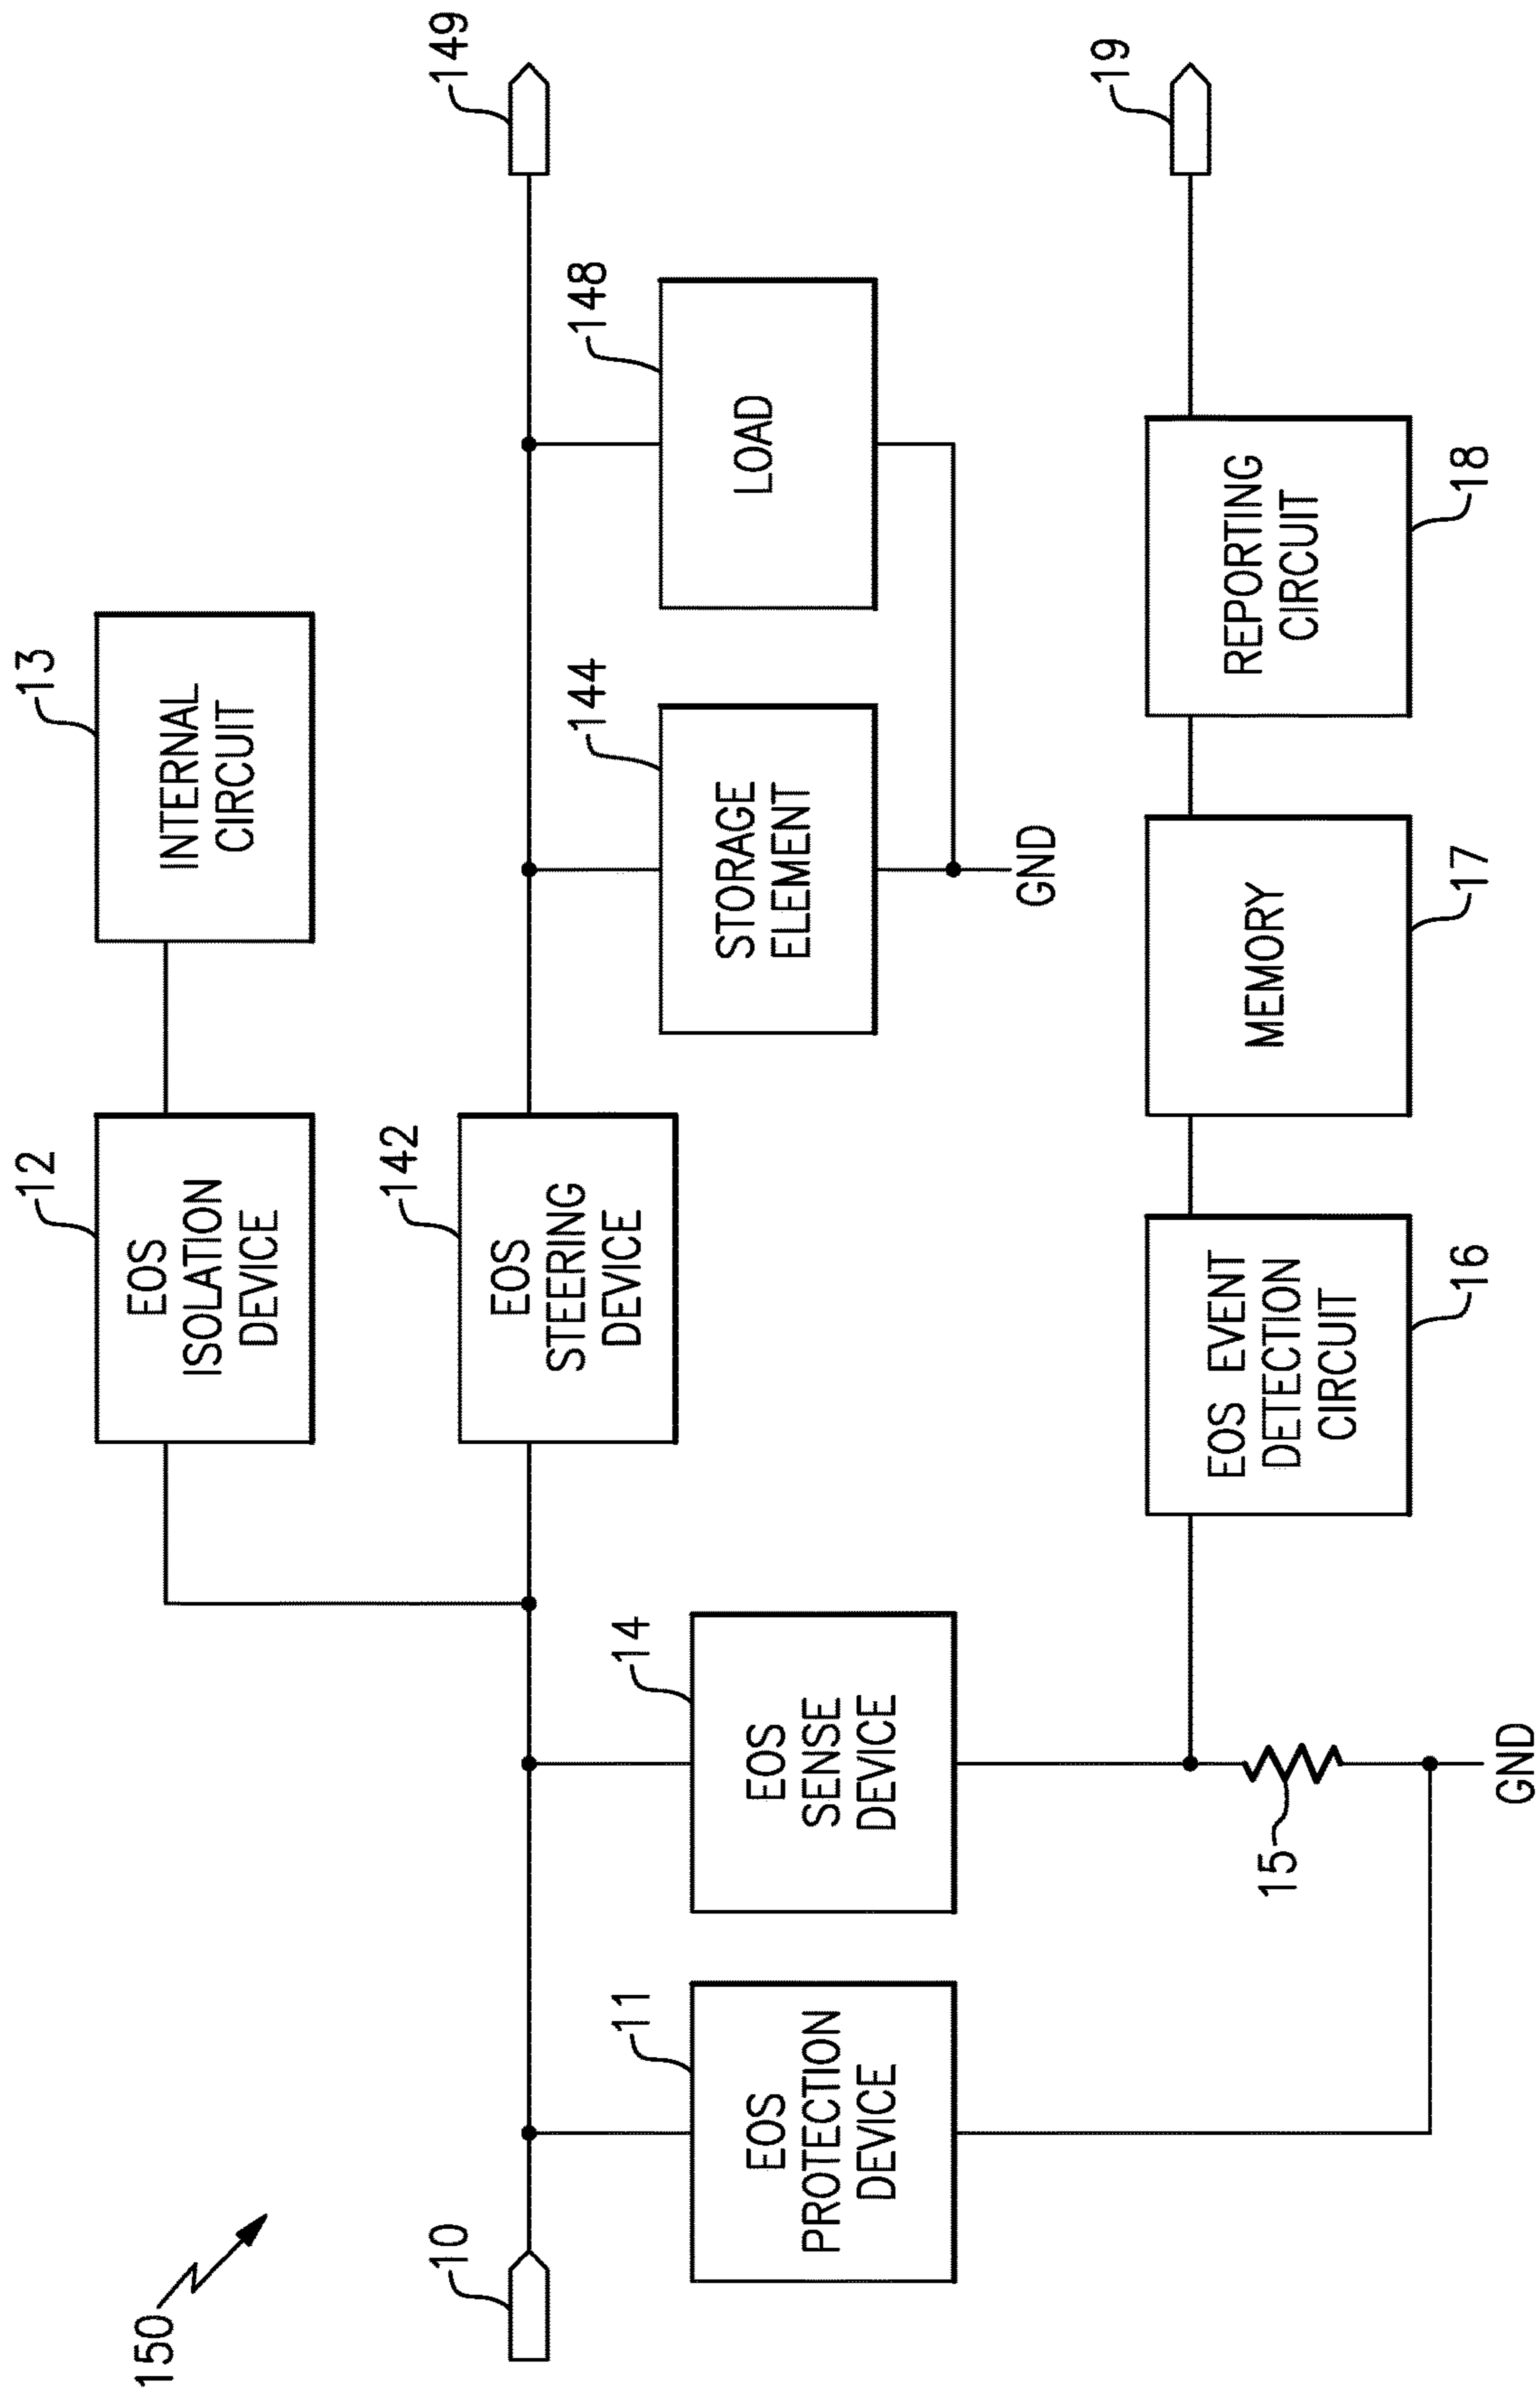 150
10
149
12
EOS
ISOLATION
DEVICE
13
INTERNAL
CIRCUIT
142
EOS
STEERING
DEVICE
144
STORAGE
ELEMENT
148
LOAD
GND
11
EOS
PROTECTION
DEVICE
14
EOS
SENSE
DEVICE
15
GND
EOS EVENT
DETECTION
CIRCUIT
16
MEMORY
17
REPORTING
CIRCUIT
18
19